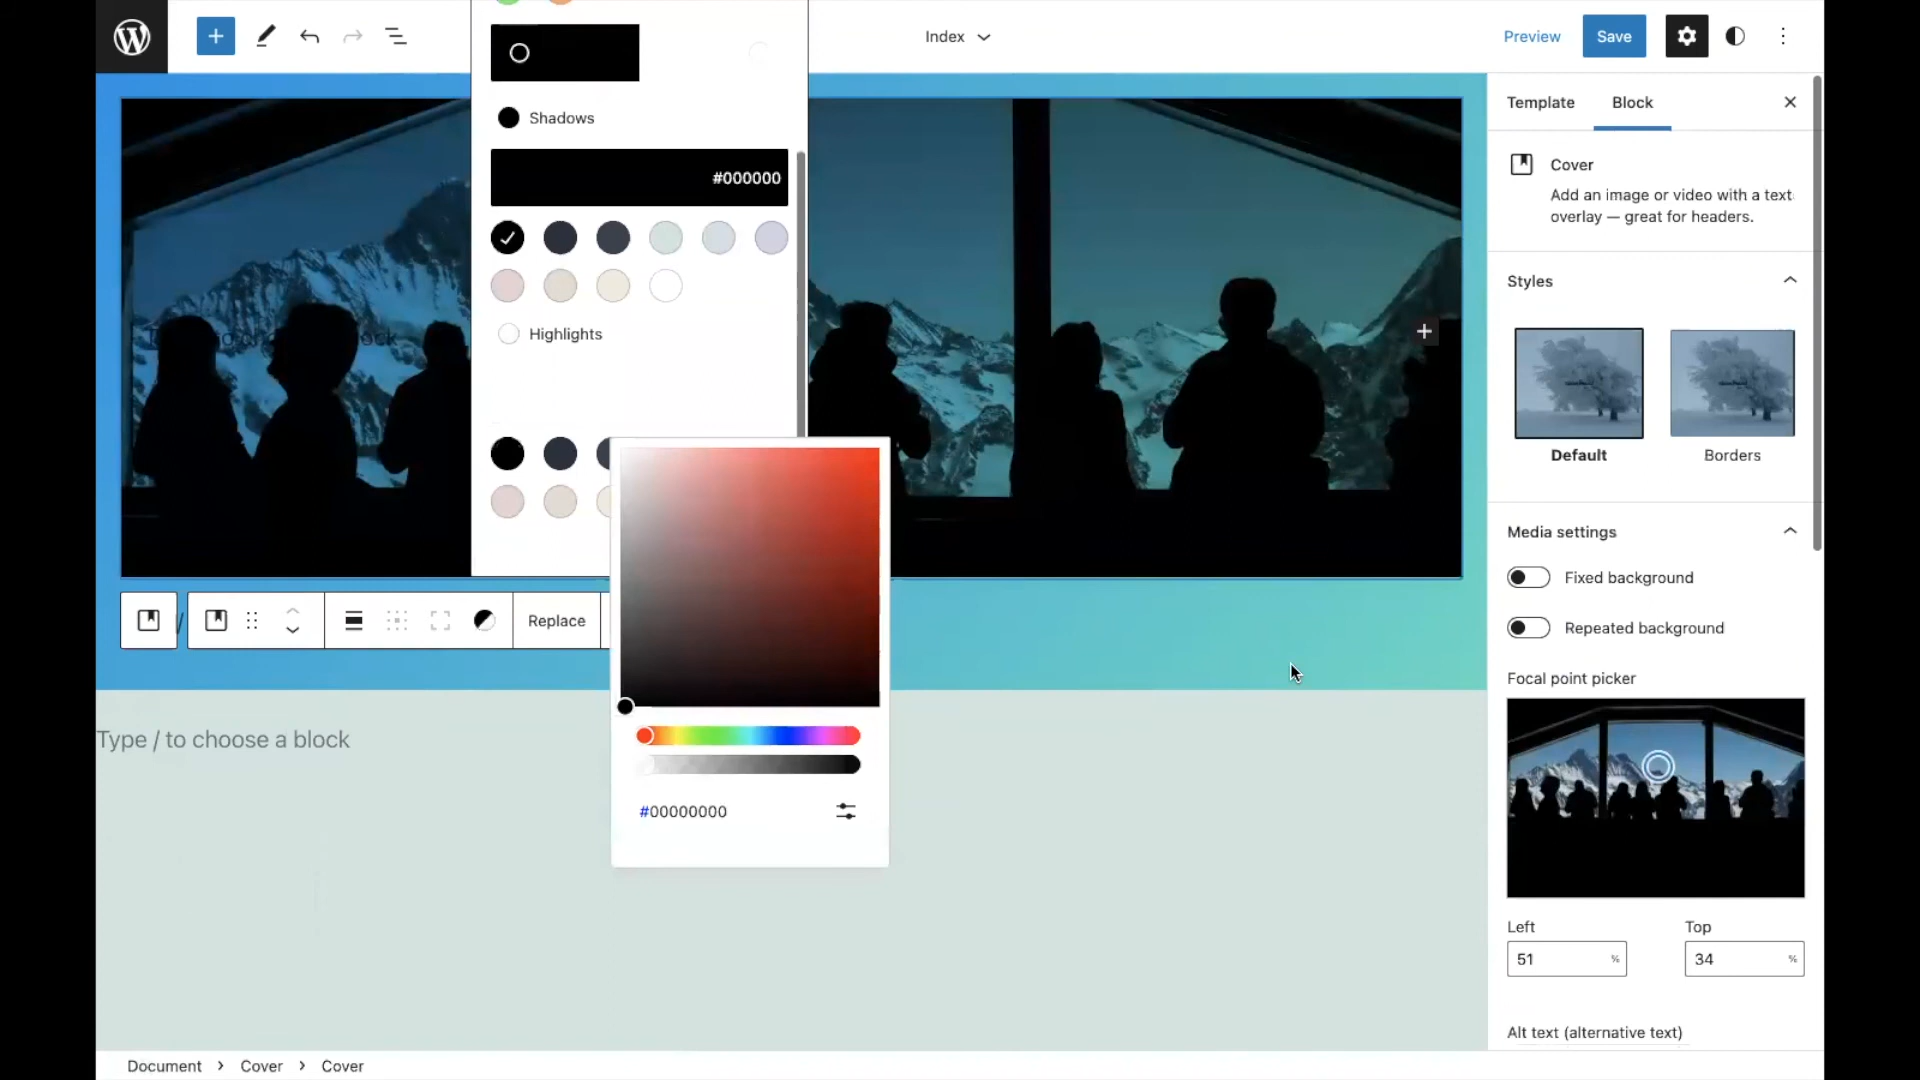 Index
Preview
Save
Shadows
#000000
Highlights
Template
Block
Cover
Add an image or video with a text
overlay — great for headers.
Styles
Default
Borders
Media settings
Fixed background
Repeated background
Focal point picker
Left
Top
51
%
34
%
Alt text (alternative text)
Replace
#00000000
Type / to choose a block
Document
Cover
Cover